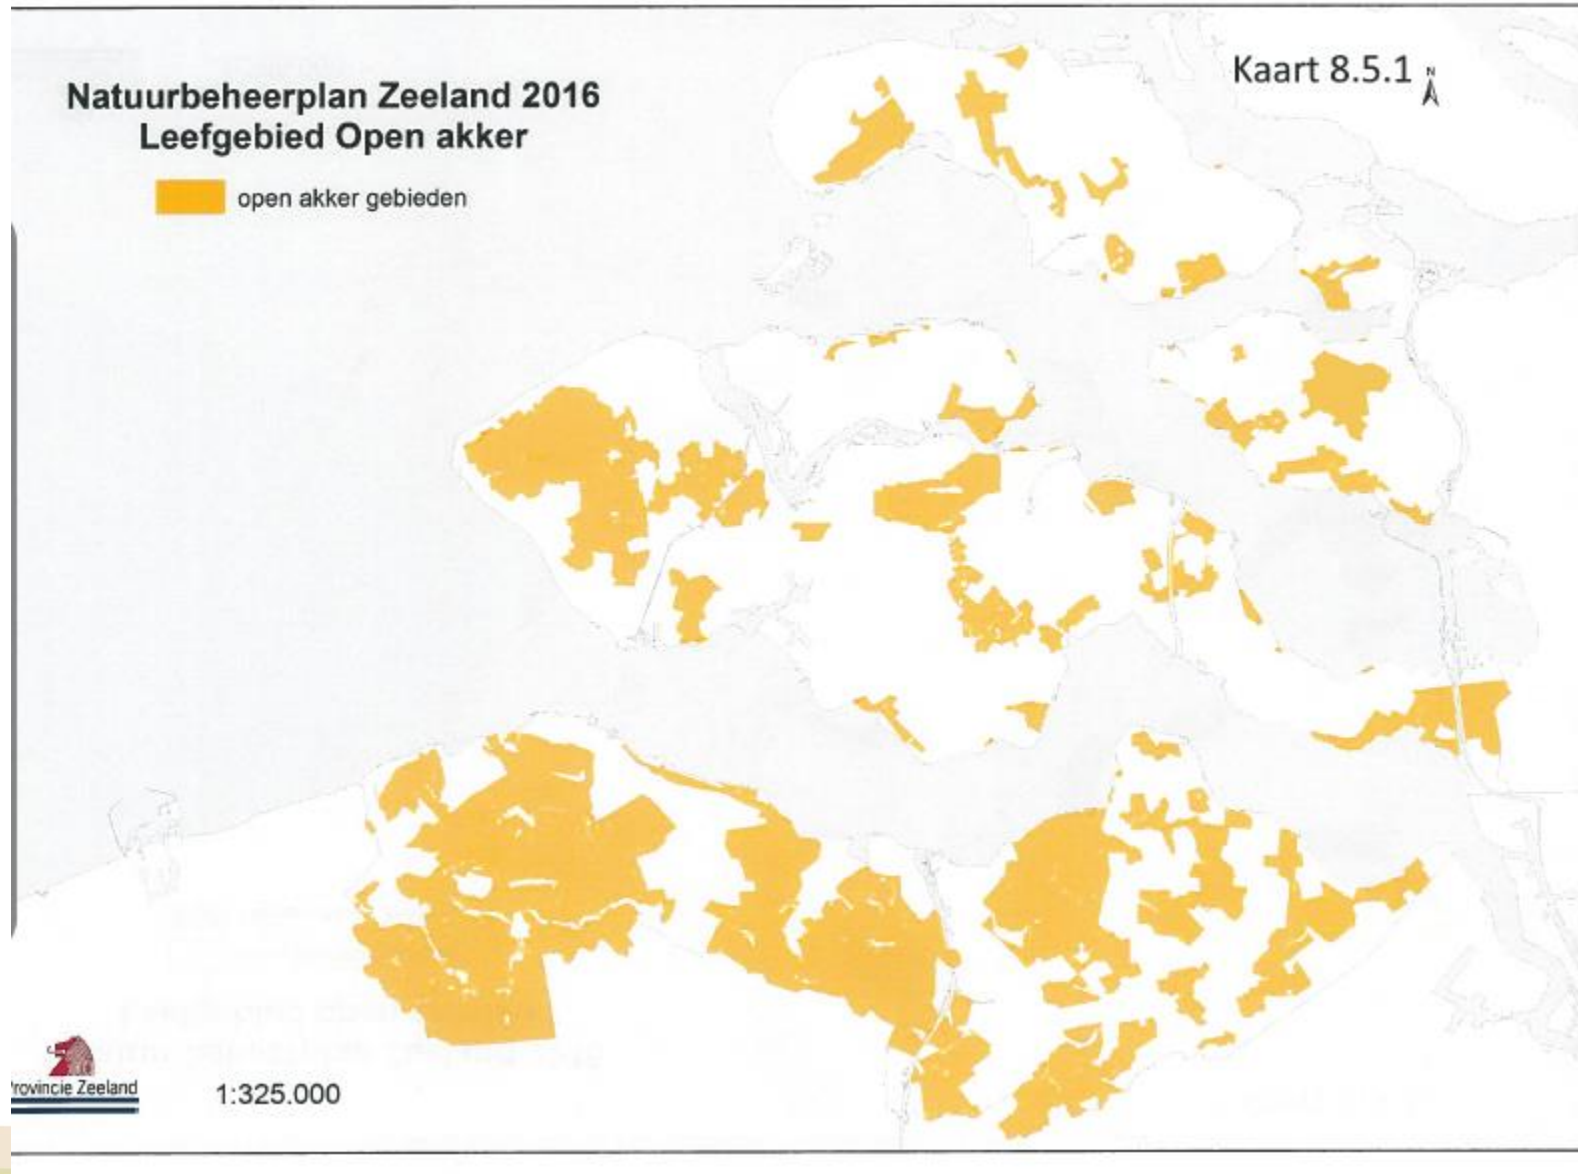 Natuurbeheerplan Zeeland 2016
Leefgebied Open akker
open akker gebieden
Kaart 8.5.1
N
rovincie Zeeland
1:325.000